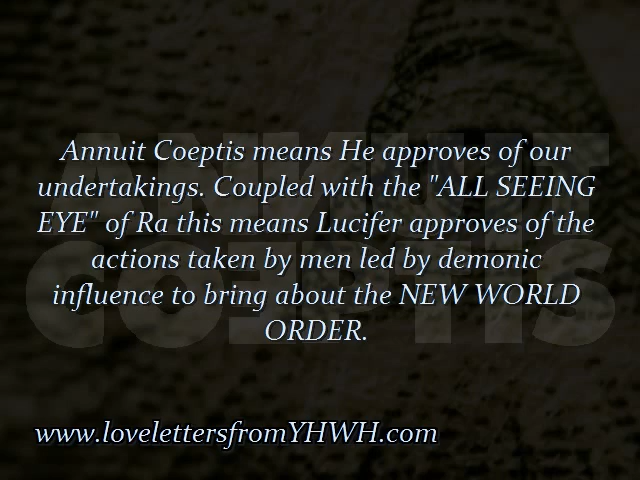 ANNUIT
COEPTIS
Annuit Coeptis means He approves of our
undertakings. Coupled with the "ALL SEEING
EYE" of Ra this means Lucifer approves of the
actions taken by men led by demonic
influence to bring about the NEW WORLD
ORDER.
www.lovelettersfromYHWH.com